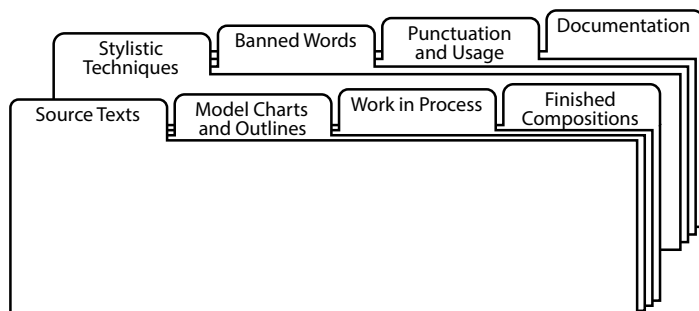 Stylistic
Techniques
Banned Words
Punctuation
and Usage
Documentation
Source Texts
Model Charts
and Outlines
Work in Process
Finished
Compositions